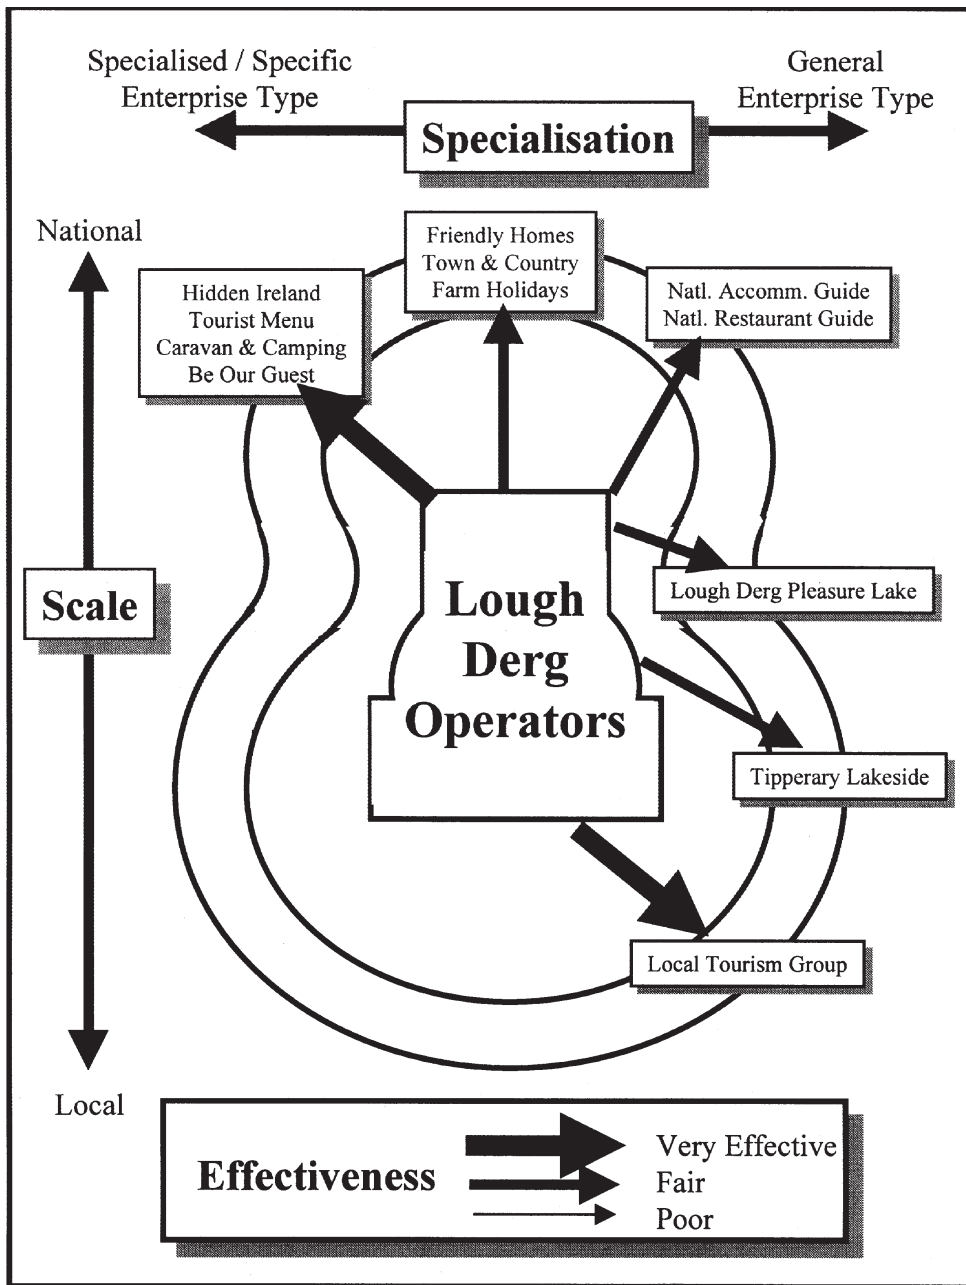 Specialised / Specific
Enterprise Type
General
Enterprise Type
Specialisation
National
Friendly Homes
Town & Country
Farm Holidays
Hidden Ireland
Tourist Menu
Caravan & Camping
Be Our Guest
Natl. Accomm. Guide
Natl. Restaurant Guide
Scale
Lough
Derg
Operators
Lough Derg Pleasure Lake
Tipperary Lakeside
Local Tourism Group
Local
Effectiveness
Very Effective
Fair
Poor